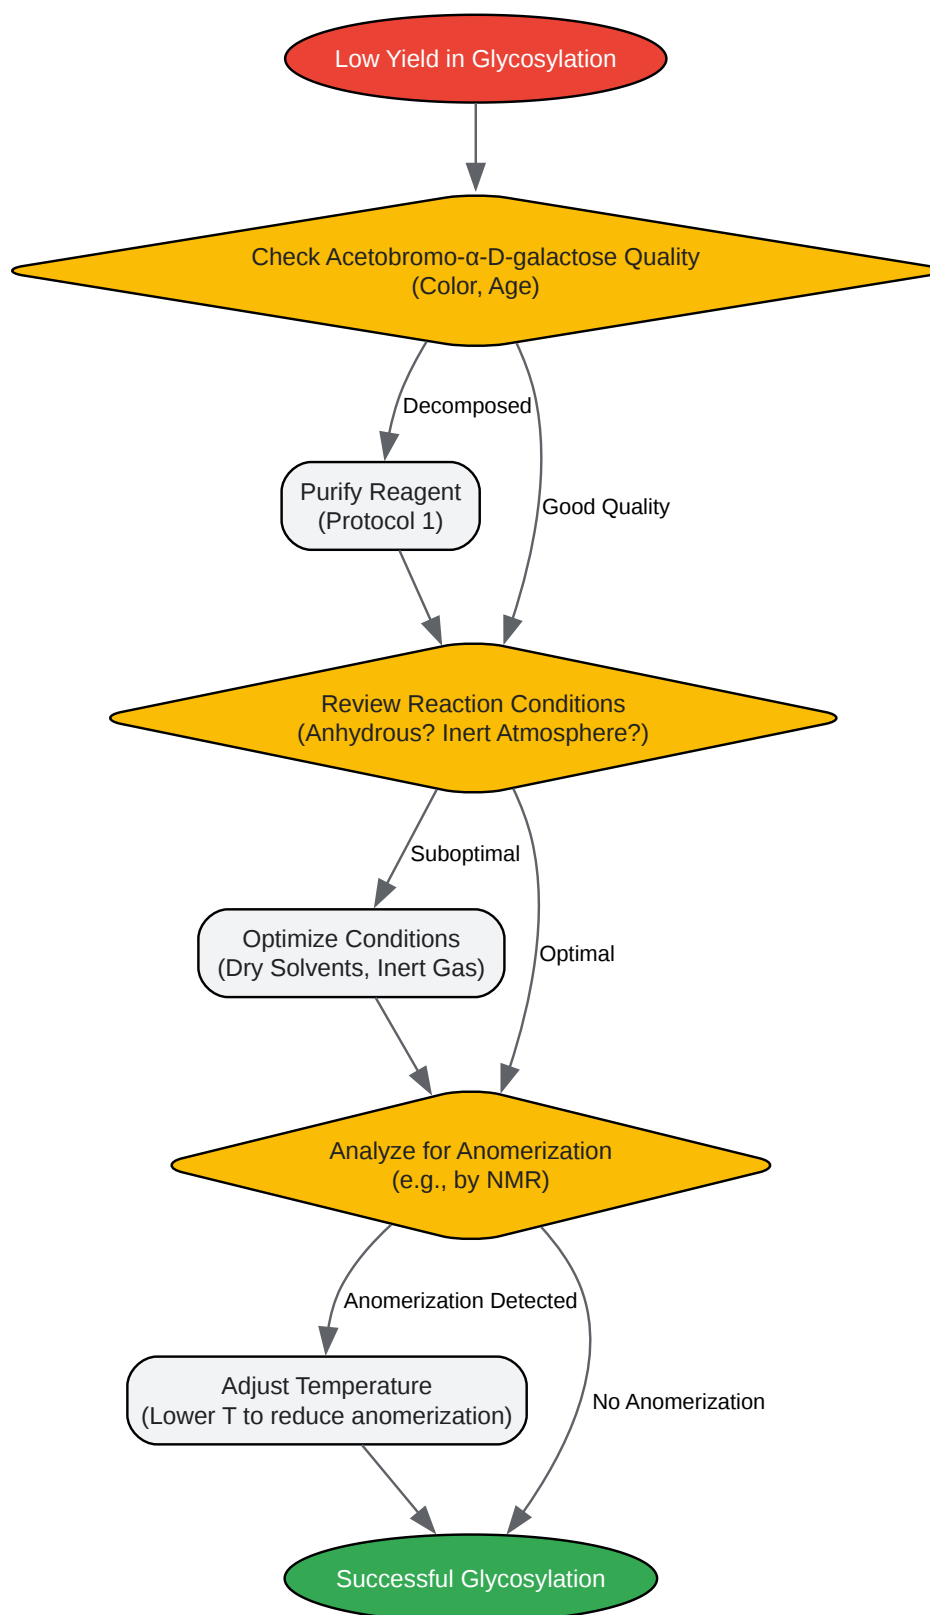 Low Yield in Glycosylation
Check Acetobromo-α-D-galactose Quality
(Color, Age)
Decomposed
Purify Reagent
(Protocol 1)
Good Quality
Review Reaction Conditions
(Anhydrous? Inert Atmosphere?)
Suboptimal
Optimize Conditions
(Dry Solvents, Inert Gas)
Optimal
Analyze for Anomerization
(e.g., by NMR)
Anomerization Detected
Adjust Temperature
(Lower T to reduce anomerization)
No Anomerization
Successful Glycosylation